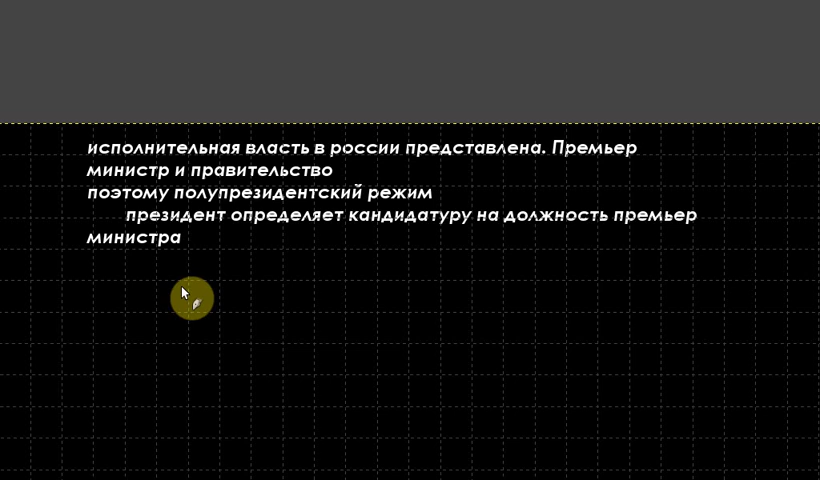 исполнительная власть в россии представлена. Премьер
министр и правительство
поэтому полупрезидентский режим
президент определяет кандидатуру на должность премьер
министра